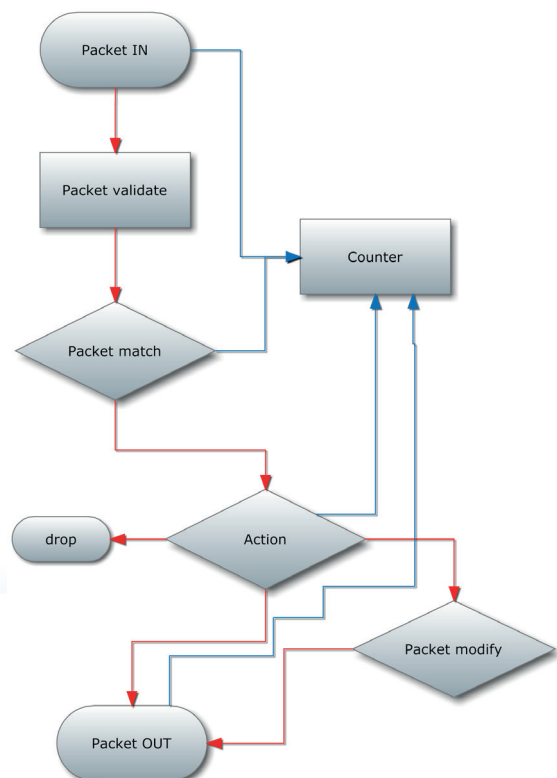 Packet IN
Packet validate
Counter
Packet match
drop
Action
Packet modify
Packet OUT